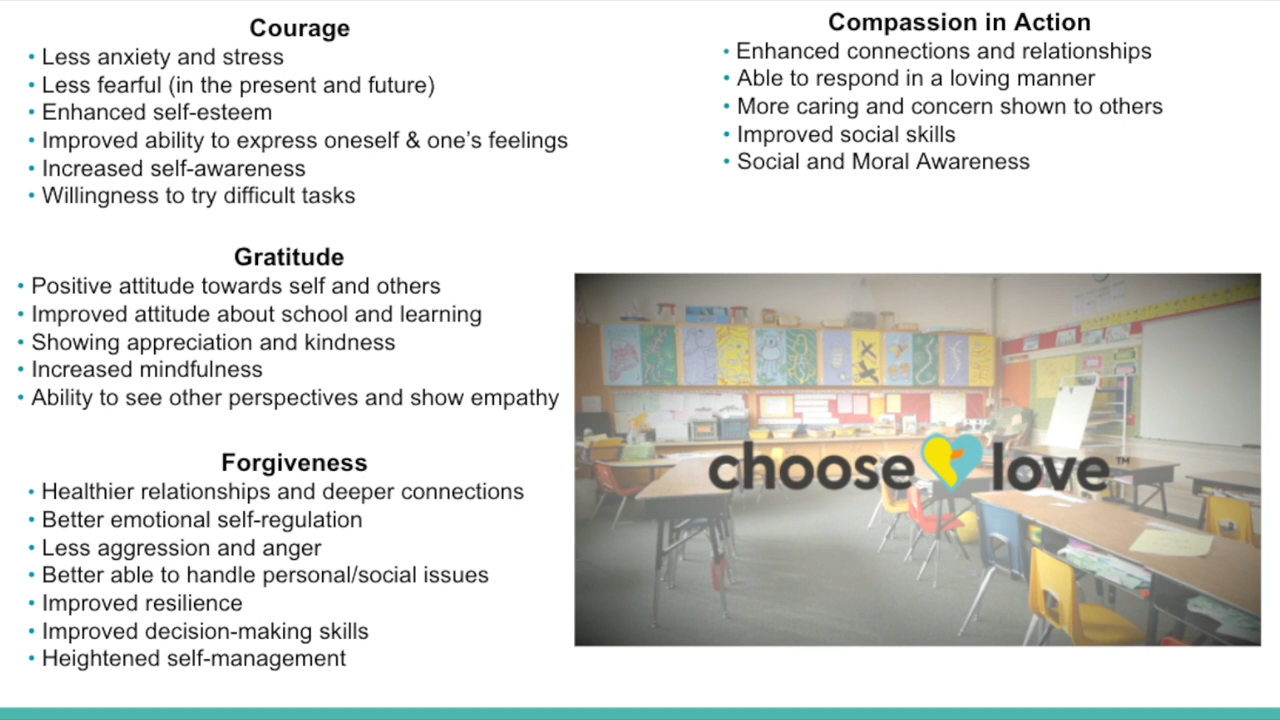 Courage
• Less anxiety and stress
• Less fearful (in the present and future)
• Enhanced self-esteem
• Improved ability to express oneself & one’s feelings
• Increased self-awareness
• Willingness to try difficult tasks
Gratitude
• Positive attitude towards self and others
• Improved attitude about school and learning
• Showing appreciation and kindness
• Increased mindfulness
• Ability to see other perspectives and show empathy
Forgiveness
• Healthier relationships and deeper connections
• Better emotional self-regulation
• Less aggression and anger
• Better able to handle personal/social issues
• Improved resilience
• Improved decision-making skills
• Heightened self-management
Compassion in Action
• Enhanced connections and relationships
• Able to respond in a loving manner
• More caring and concern shown to others
• Improved social skills
• Social and Moral Awareness
choose love™